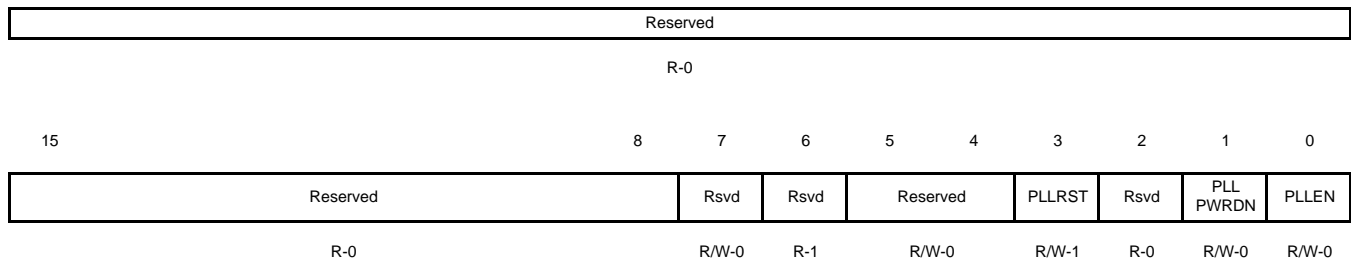 Reserved
R-0
15 8 7 6 5 4 3 2 1 0
Reserved Rsvd Rsvd Reserved PLLRST Rsvd PLL PWRDN PLLEN
R-0 R/W-0 R-1 R/W-0 R/W-1 R-0 R/W-0 R/W-0